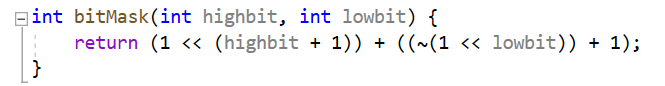 int bitMask(int highbit, int lowbit) {
    return (1 << (highbit + 1)) + ((~(1 << lowbit)) + 1);
}